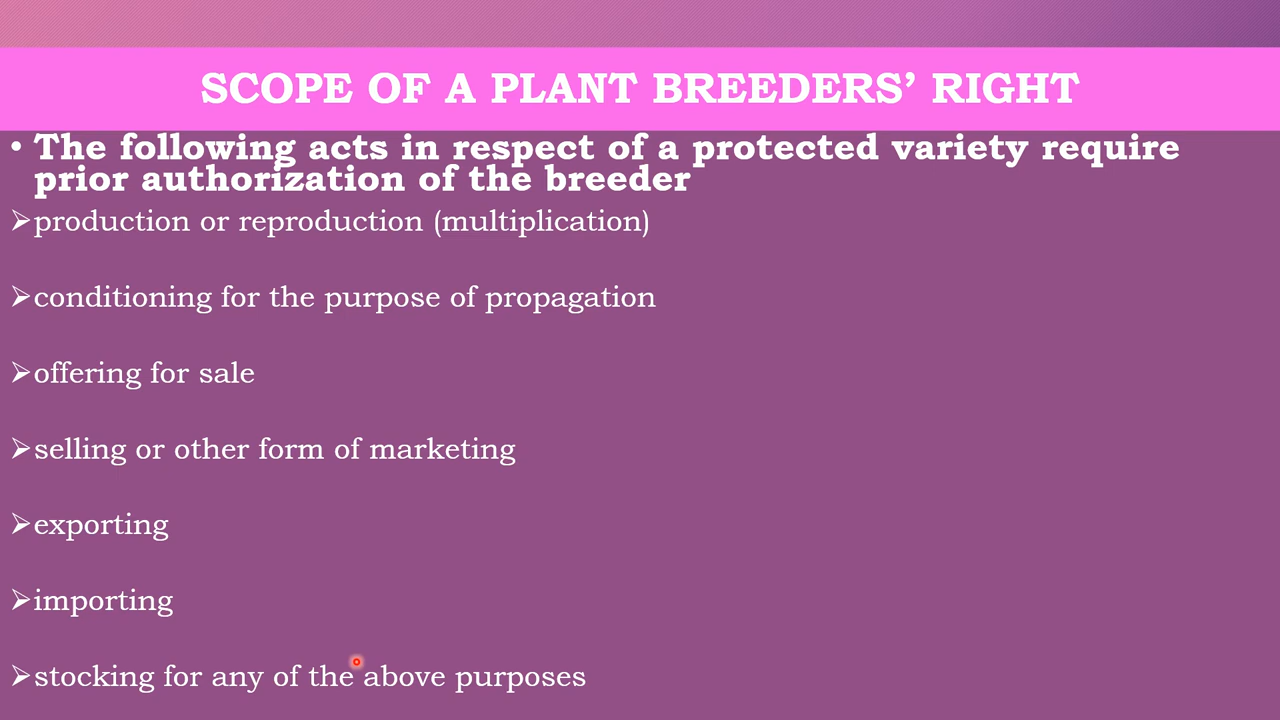 SCOPE OF A PLANT BREEDERS’ RIGHT
• The following acts in respect of a protected variety require
prior authorization of the breeder
➢production or reproduction (multiplication)
➢conditioning for the purpose of propagation
➢offering for sale
➢selling or other form of marketing
➢exporting
➢importing
➢stocking for any of the above purposes